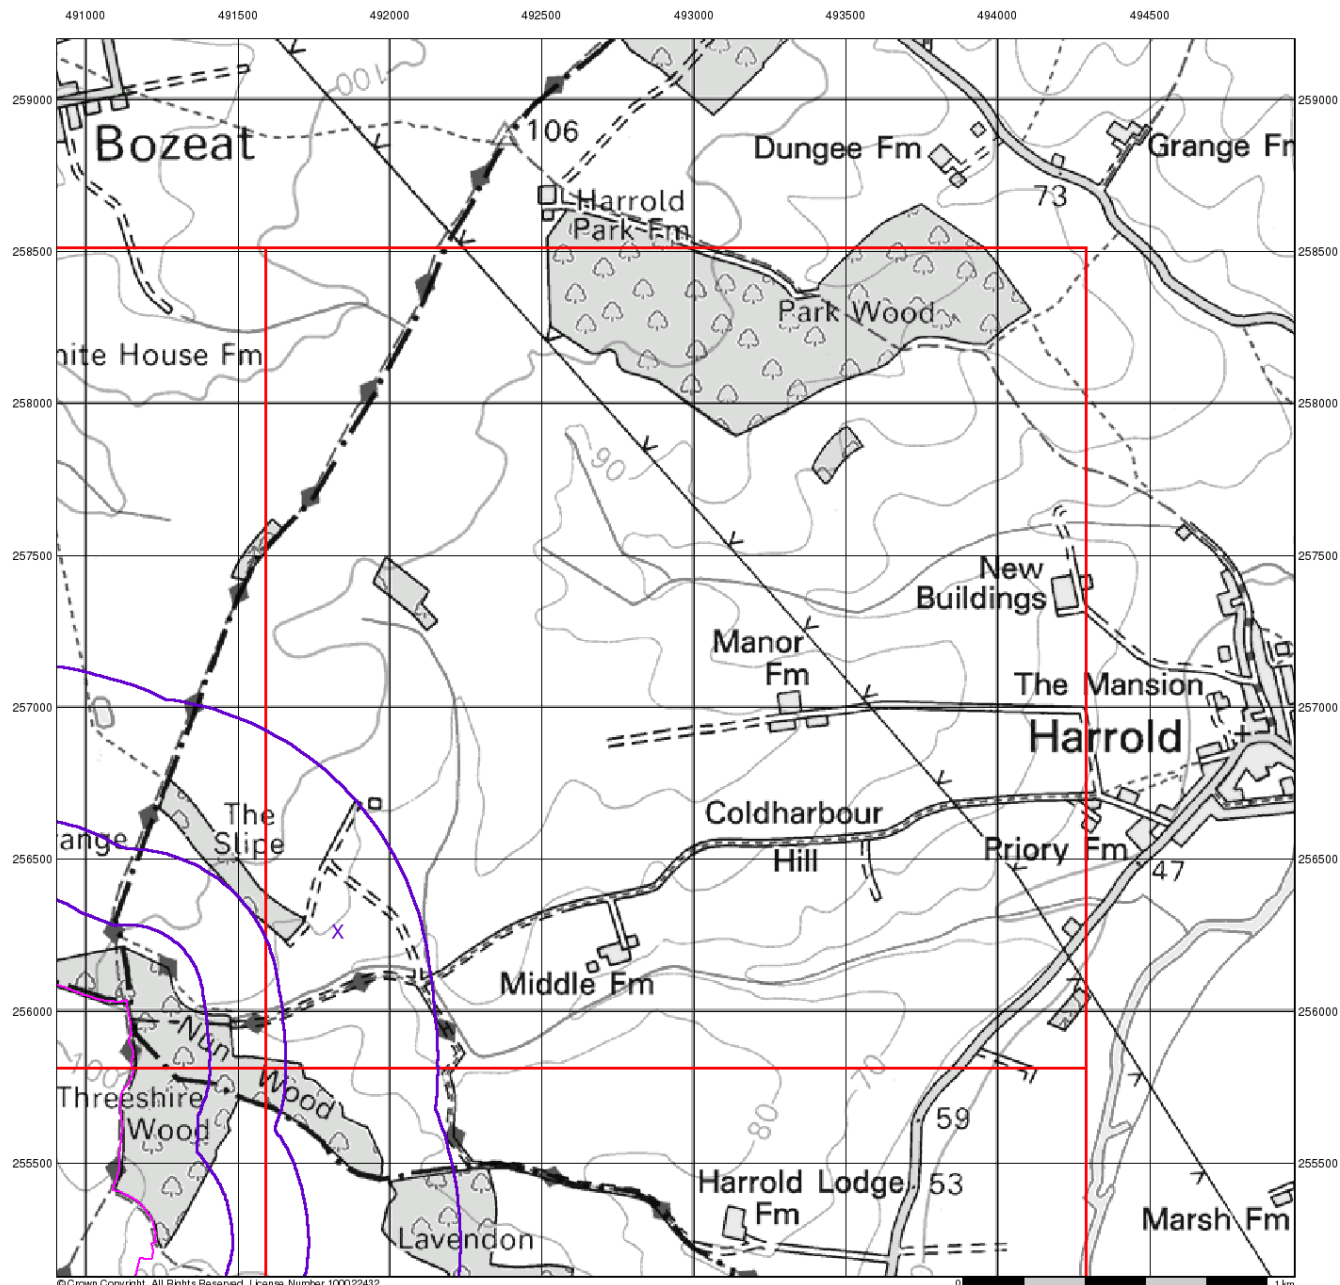 491000 491500 492000 492500 493000 493500 494000 494500
259000 259000
100
106
Bozeat
Dungee Fm
Grange Fm
73
Harrold
Park Fm
258500 258500
Park Wood
hite House Fm
258000 258000
90
257500 257500
New
Buildings
Manor
Fm
The Mansion
257000 257000
Harrold
The
Slipe
ange
Coldharbour
Hill
Priory Fm
47
256500 256500
X
Middle Fm
256000 256000
Nun
Wood
100
Threeshire
Wood
70
80
59
255500 255500
Harrold Lodge
Fm
53
Lavendon
Marsh Fm
© Crown Copyright. All Rights Reserved. License Number 100022432
0 1 km